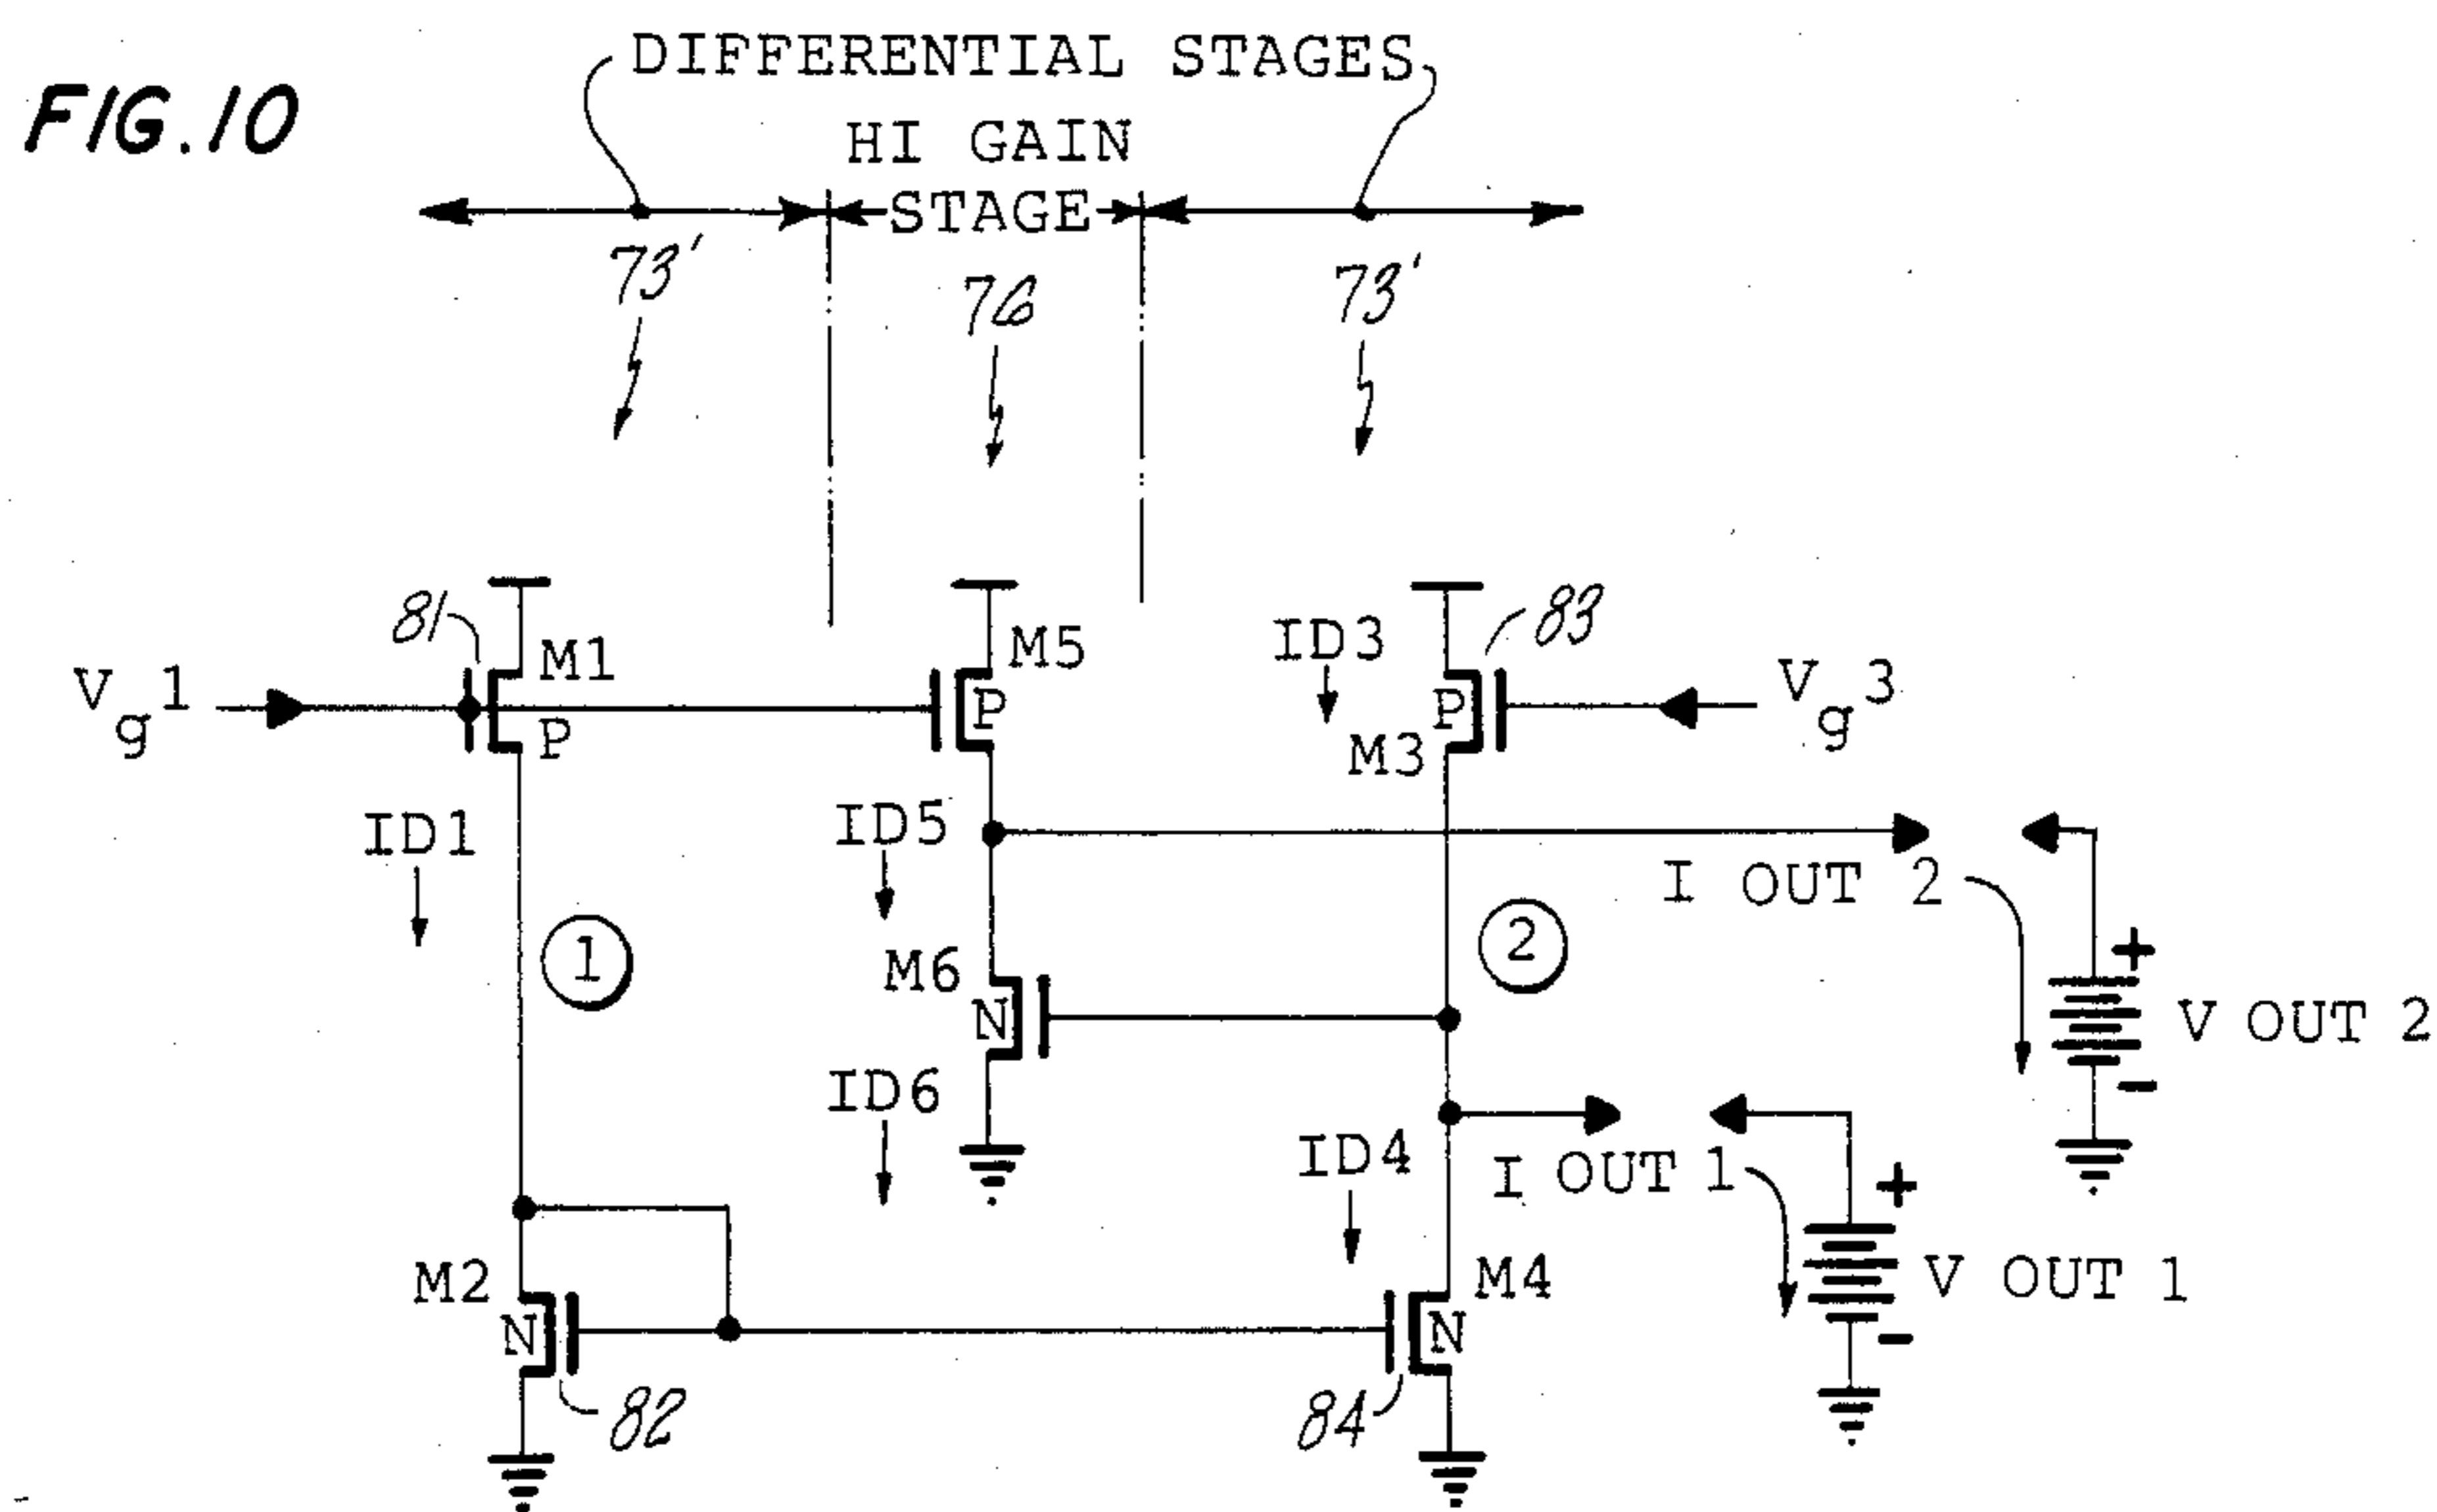 FIG.10
DIFFERENTIAL STAGES
HI GAIN
STAGE
73'
76
73'
81
M1
P
Vg1
M5
P
ID3
83
P
M3
Vg3
ID1
ID5
I OUT 2
1
M6
N
2
+
V OUT 2
-
ID6
ID4
I OUT 1
+
M2
N
M4
N
V OUT 1
-
82
84